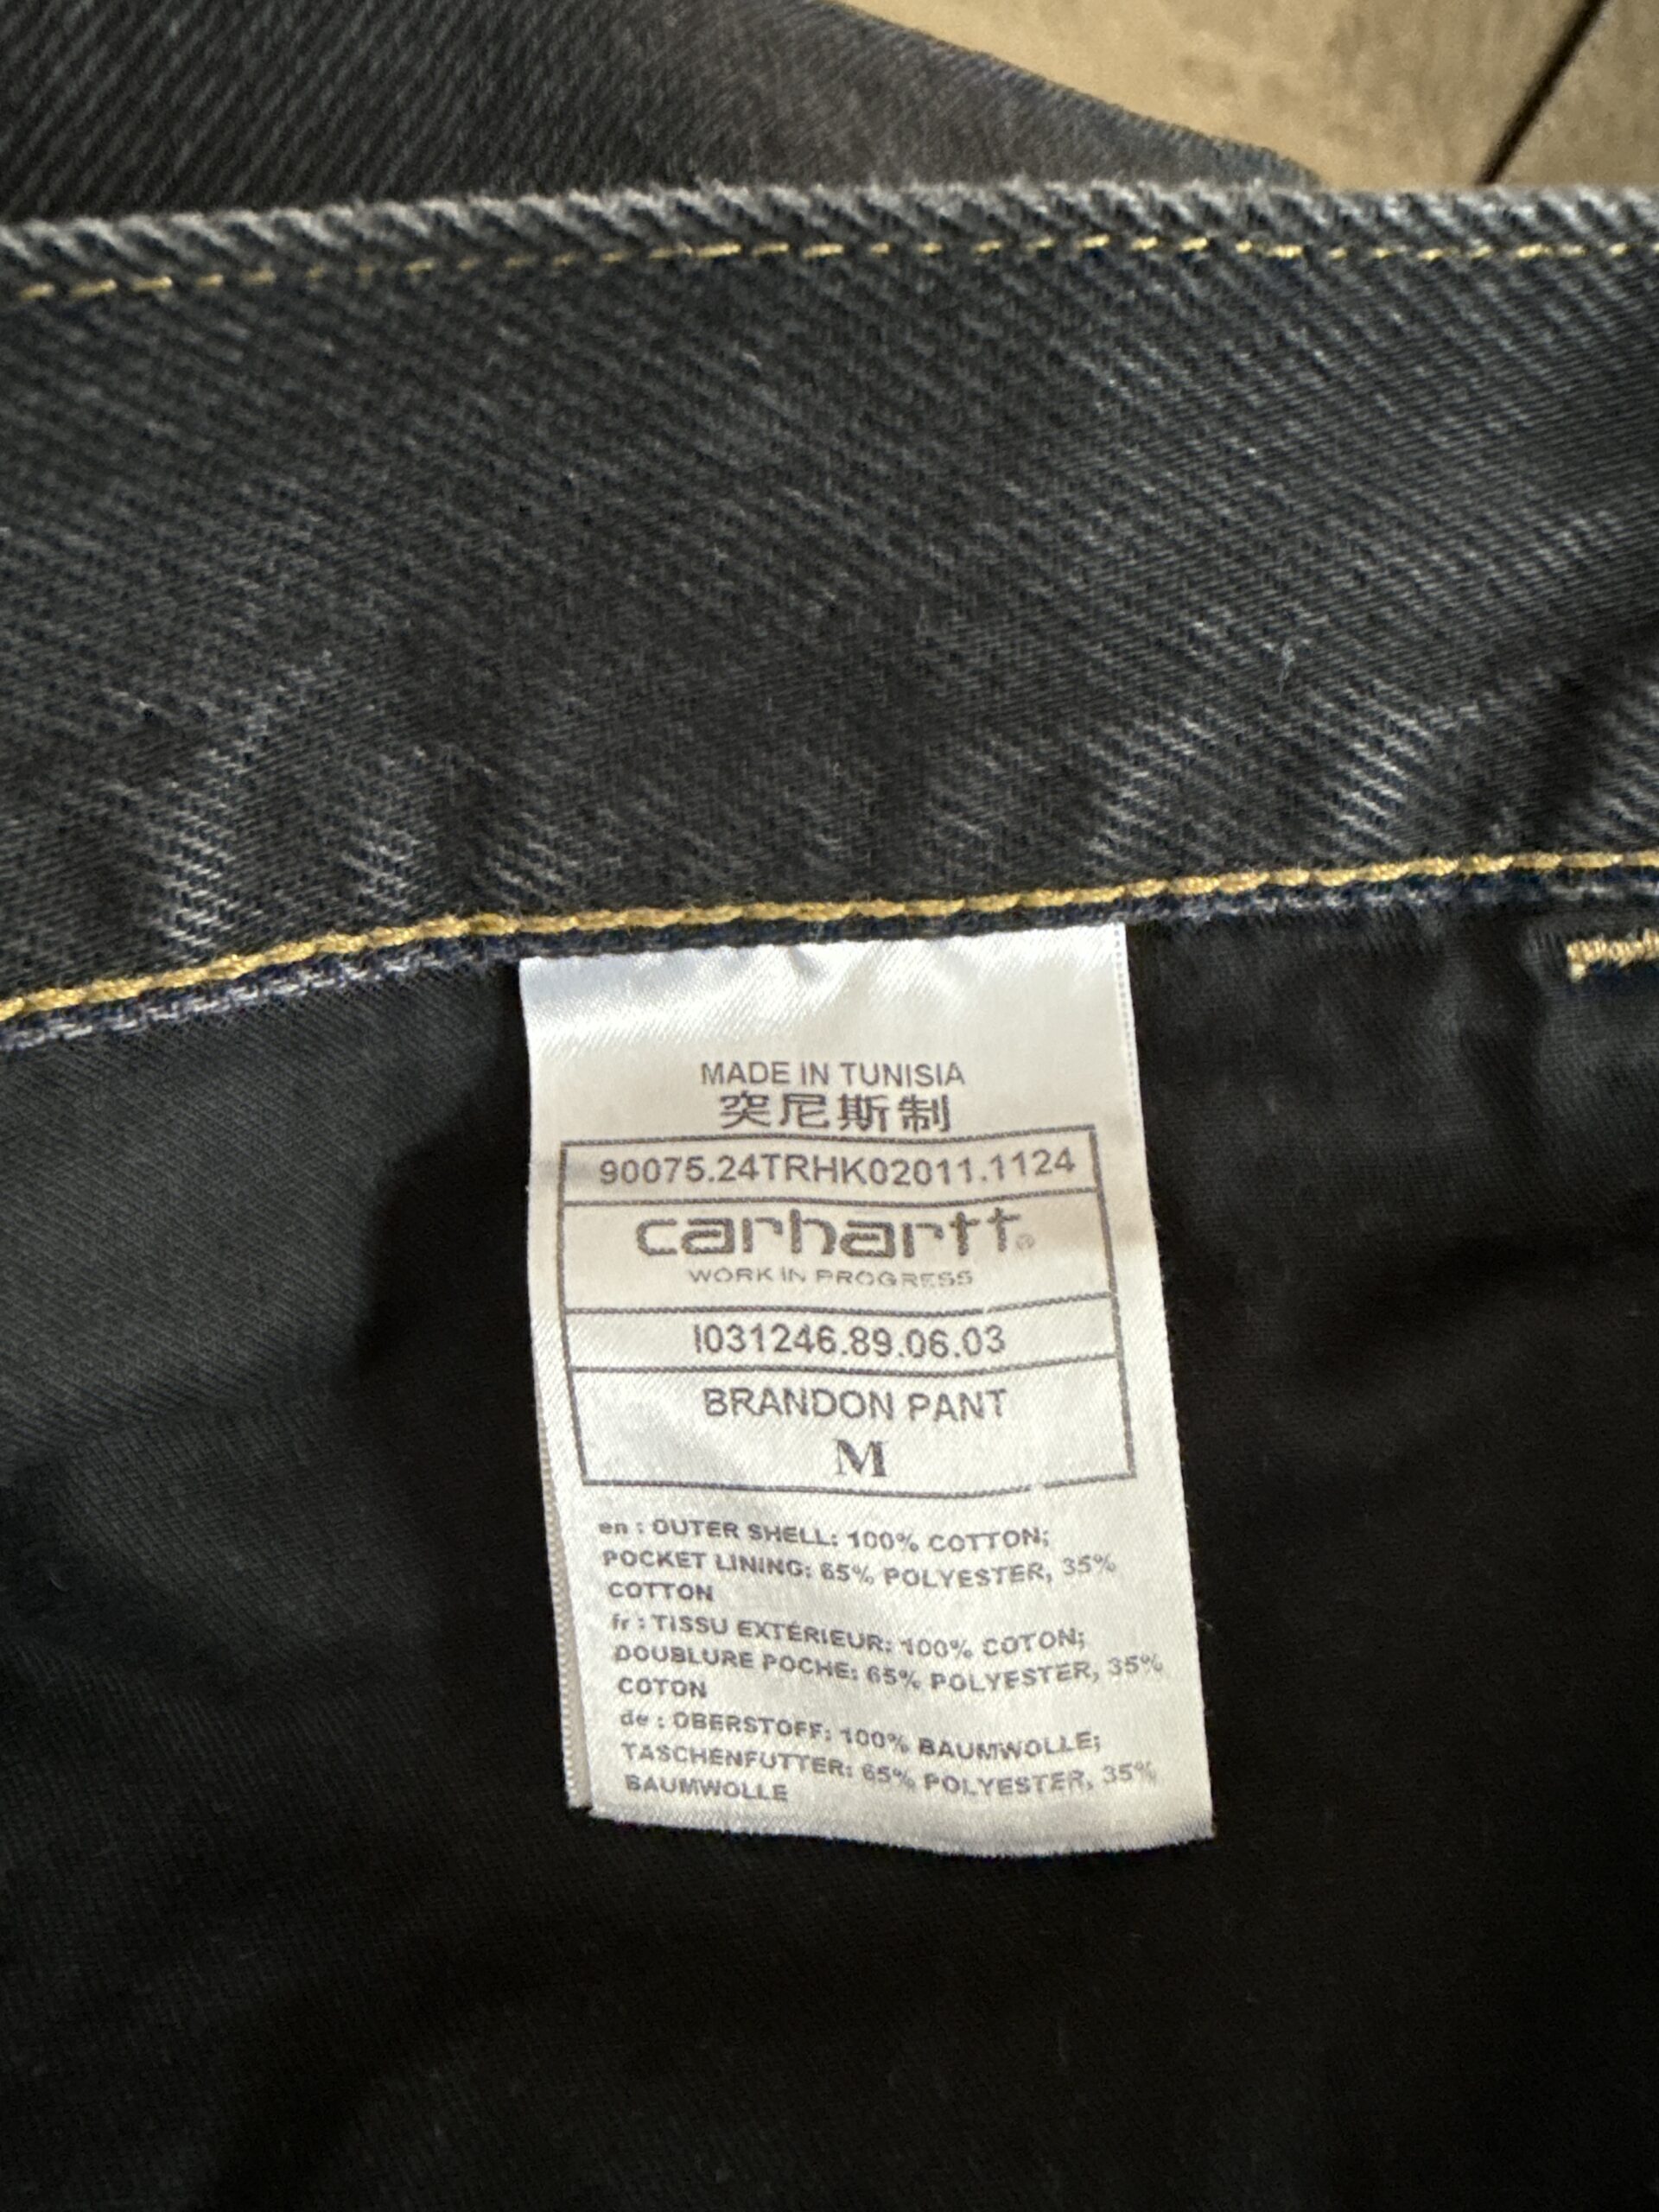 MADE IN TUNISIA
突尼斯制
90075.24TRHK02011.1124
carhartt®
WORK IN PROGRESS
I031246.89.06.03
BRANDON PANT
M
en : OUTER SHELL: 100% COTTON;
POCKET LINING: 65% POLYESTER, 35%
COTTON
fr : TISSU EXTÉRIEUR: 100% COTON;
DOUBLURE POCHE: 65% POLYESTER, 35%
COTON
de : OBERSTOFF: 100% BAUMWOLLE;
TASCHENFUTTER: 65% POLYESTER, 35%
BAUMWOLLE